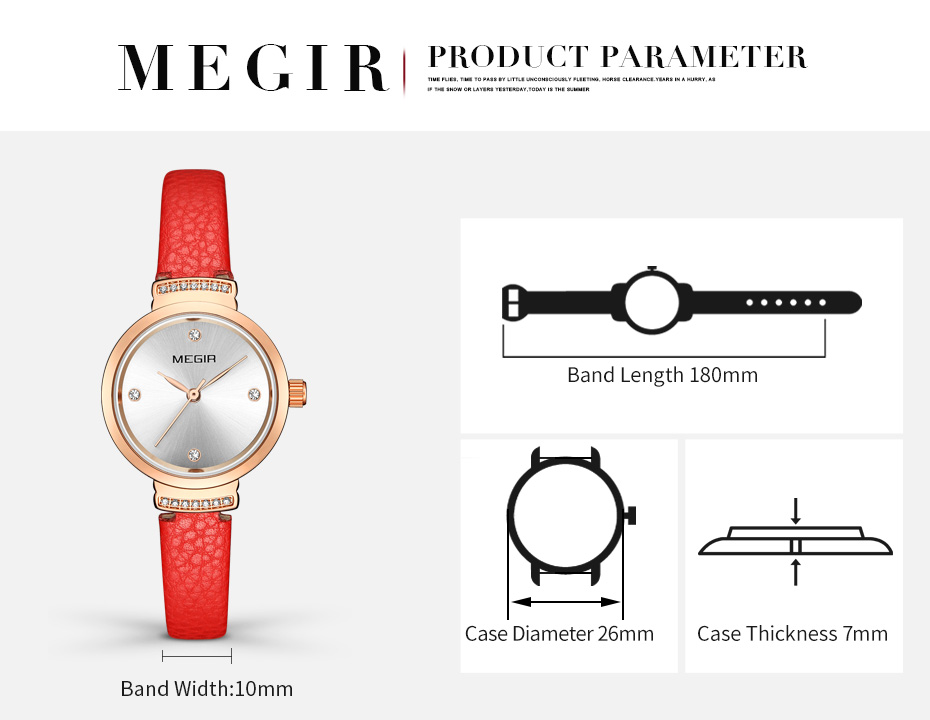 MEGIR
PRODUCT PARAMETER
TIME FLIES, TIME TO PASS BY LITTLE UNCONSCIOUSLY FLEETING, HORSE CLEARANCE.YEARS IN A HURRY, AS
IF THE SNOW OR LAYERS YESTERDAY,TODAY IS THE SUMMER
MEGIR
Band Length 180mm
Case Diameter 26mm
Case Thickness 7mm
Band Width:10mm